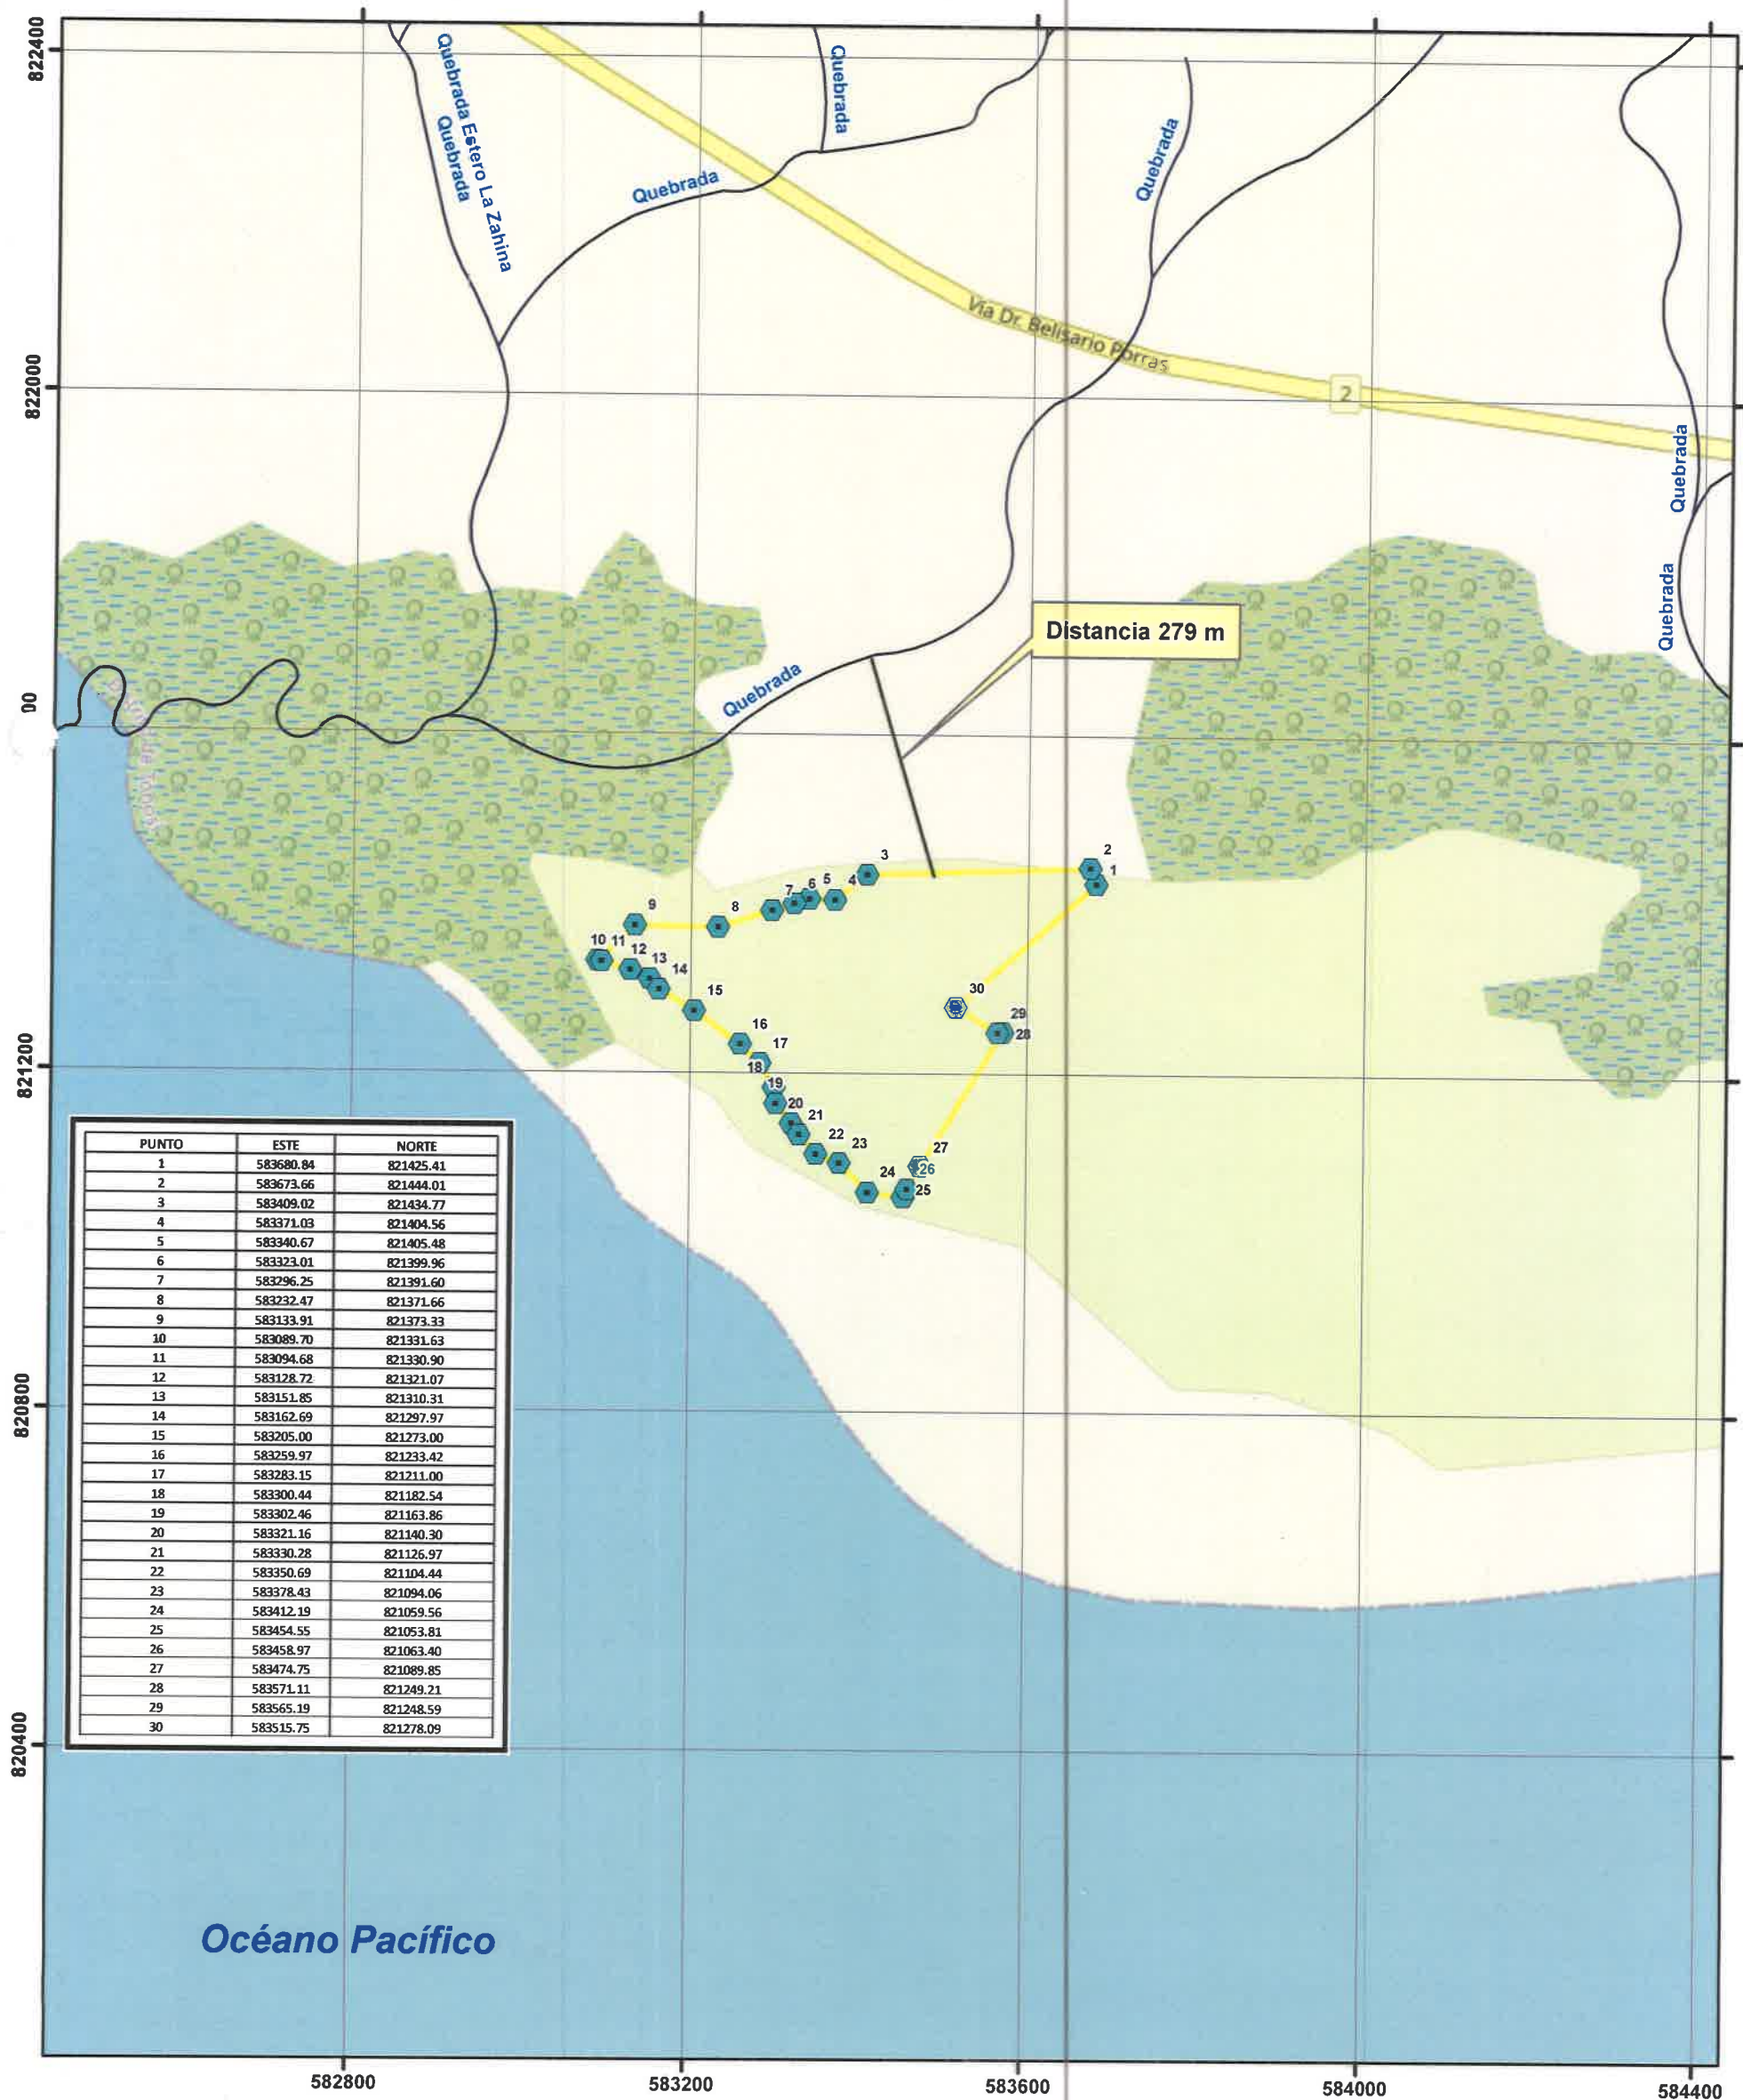 822400
822000
00
821200
820800
820400
Quebrada Estero La Zahina
Quebrada
Quebrada
Quebrada
Quebrada
Via Dr. Belisario Porras
2
Quebrada
Quebrada
Quebrada
Distancia 279 m
2
1
3
4
5
6
7
8
9
10
11
12
13
14
15
16
17
18
19
20
21
22
23
24
25
26
27
28
29
30
PUNTO ESTE NORTE
1 583680.84 821425.41
2 583673.66 821444.01
3 583409.02 821434.77
4 583371.03 821404.56
5 583340.67 821405.48
6 583323.01 821399.96
7 583296.25 821391.60
8 583232.47 821371.66
9 583133.91 821373.33
10 583089.70 821331.63
11 583094.68 821330.90
12 583128.72 821321.07
13 583151.85 821310.31
14 583162.69 821297.97
15 583205.00 821273.00
16 583259.97 821233.42
17 583283.15 821211.00
18 583300.44 821182.54
19 583302.46 821163.86
20 583321.16 821140.30
21 583330.28 821126.97
22 583350.69 821104.44
23 583378.43 821094.06
24 583412.19 821059.56
25 583454.55 821053.81
26 583458.97 821063.40
27 583474.75 821089.85
28 583571.11 821249.21
29 583565.19 821248.59
30 583515.75 821278.09
Océano Pacífico
582800
583200
583600
584000
584400